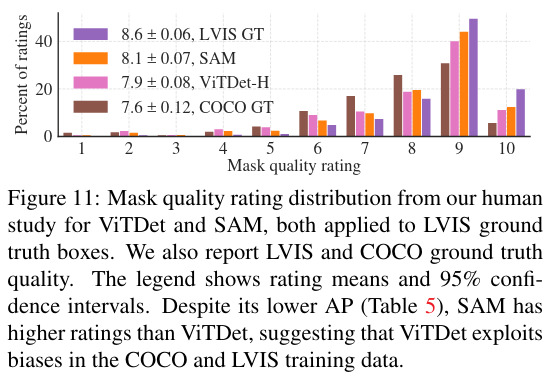 40
20
0
Percent of ratings
8.6 ± 0.06, LVIS GT
8.1 ± 0.07, SAM
7.9 ± 0.08, ViTDet-H
7.6 ± 0.12, COCO GT
1 2 3 4 5 6 7 8 9 10
Mask quality rating
Figure 11: Mask quality rating distribution from our human
study for ViTDet and SAM, both applied to LVIS ground
truth boxes. We also report LVIS and COCO ground truth
quality. The legend shows rating means and 95% confi-
dence intervals. Despite its lower AP (Table 5), SAM has
higher ratings than ViTDet, suggesting that ViTDet exploits
biases in the COCO and LVIS training data.